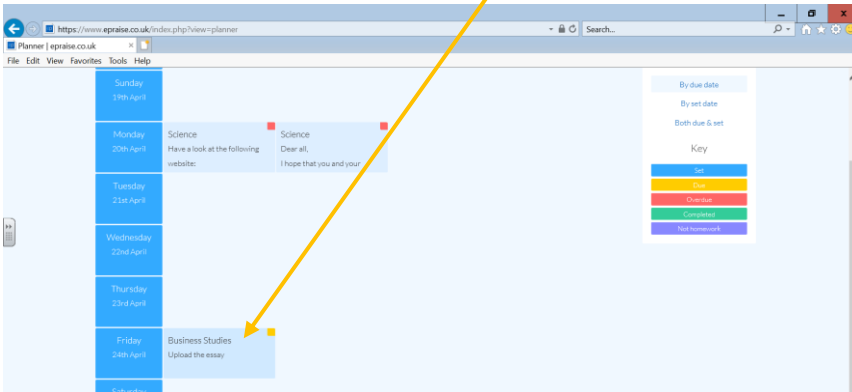 https://www.epraise.co.uk/index.php?view=planner
Search...
Planner | epraise.co.uk
File Edit View Favorites Tools Help
Sunday
19th April
Monday
20th April
Science
Have a look at the following
website:
Science
Dear all,
I hope that you and your
Tuesday
21st April
Wednesday
22nd April
Thursday
23rd April
Friday
24th April
Business Studies
Upload the essay
Saturday
By due date
By set date
Both due & set
Key
Set
Due
Overdue
Completed
Not homework